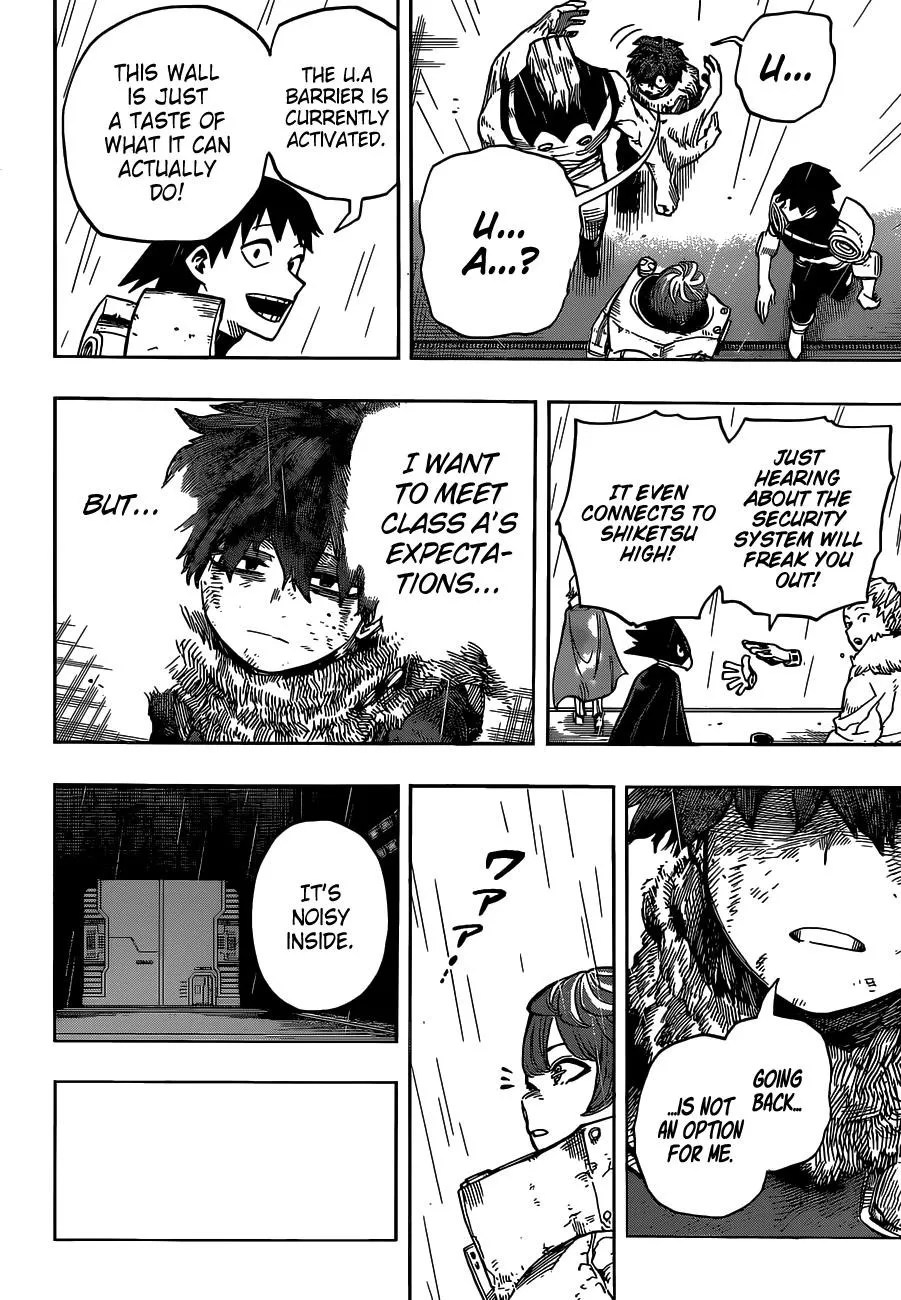 U...
U...
A...?
THE U.A
BARRIER IS
CURRENTLY
ACTIVATED.
THIS WALL
IS JUST
A TASTE OF
WHAT IT CAN
ACTUALLY
DO!
JUST
HEARING
ABOUT THE
SECURITY
SYSTEM WILL
FREAK YOU
OUT!
IT EVEN
CONNECTS TO
SHIKETSU
HIGH!
I WANT
TO MEET
CLASS A'S
EXPECTA-
TIONS...
BUT...
GOING
BACK...
...IS NOT
AN OPTION
FOR ME.
ワアア…
IT'S
NOISY
INSIDE.